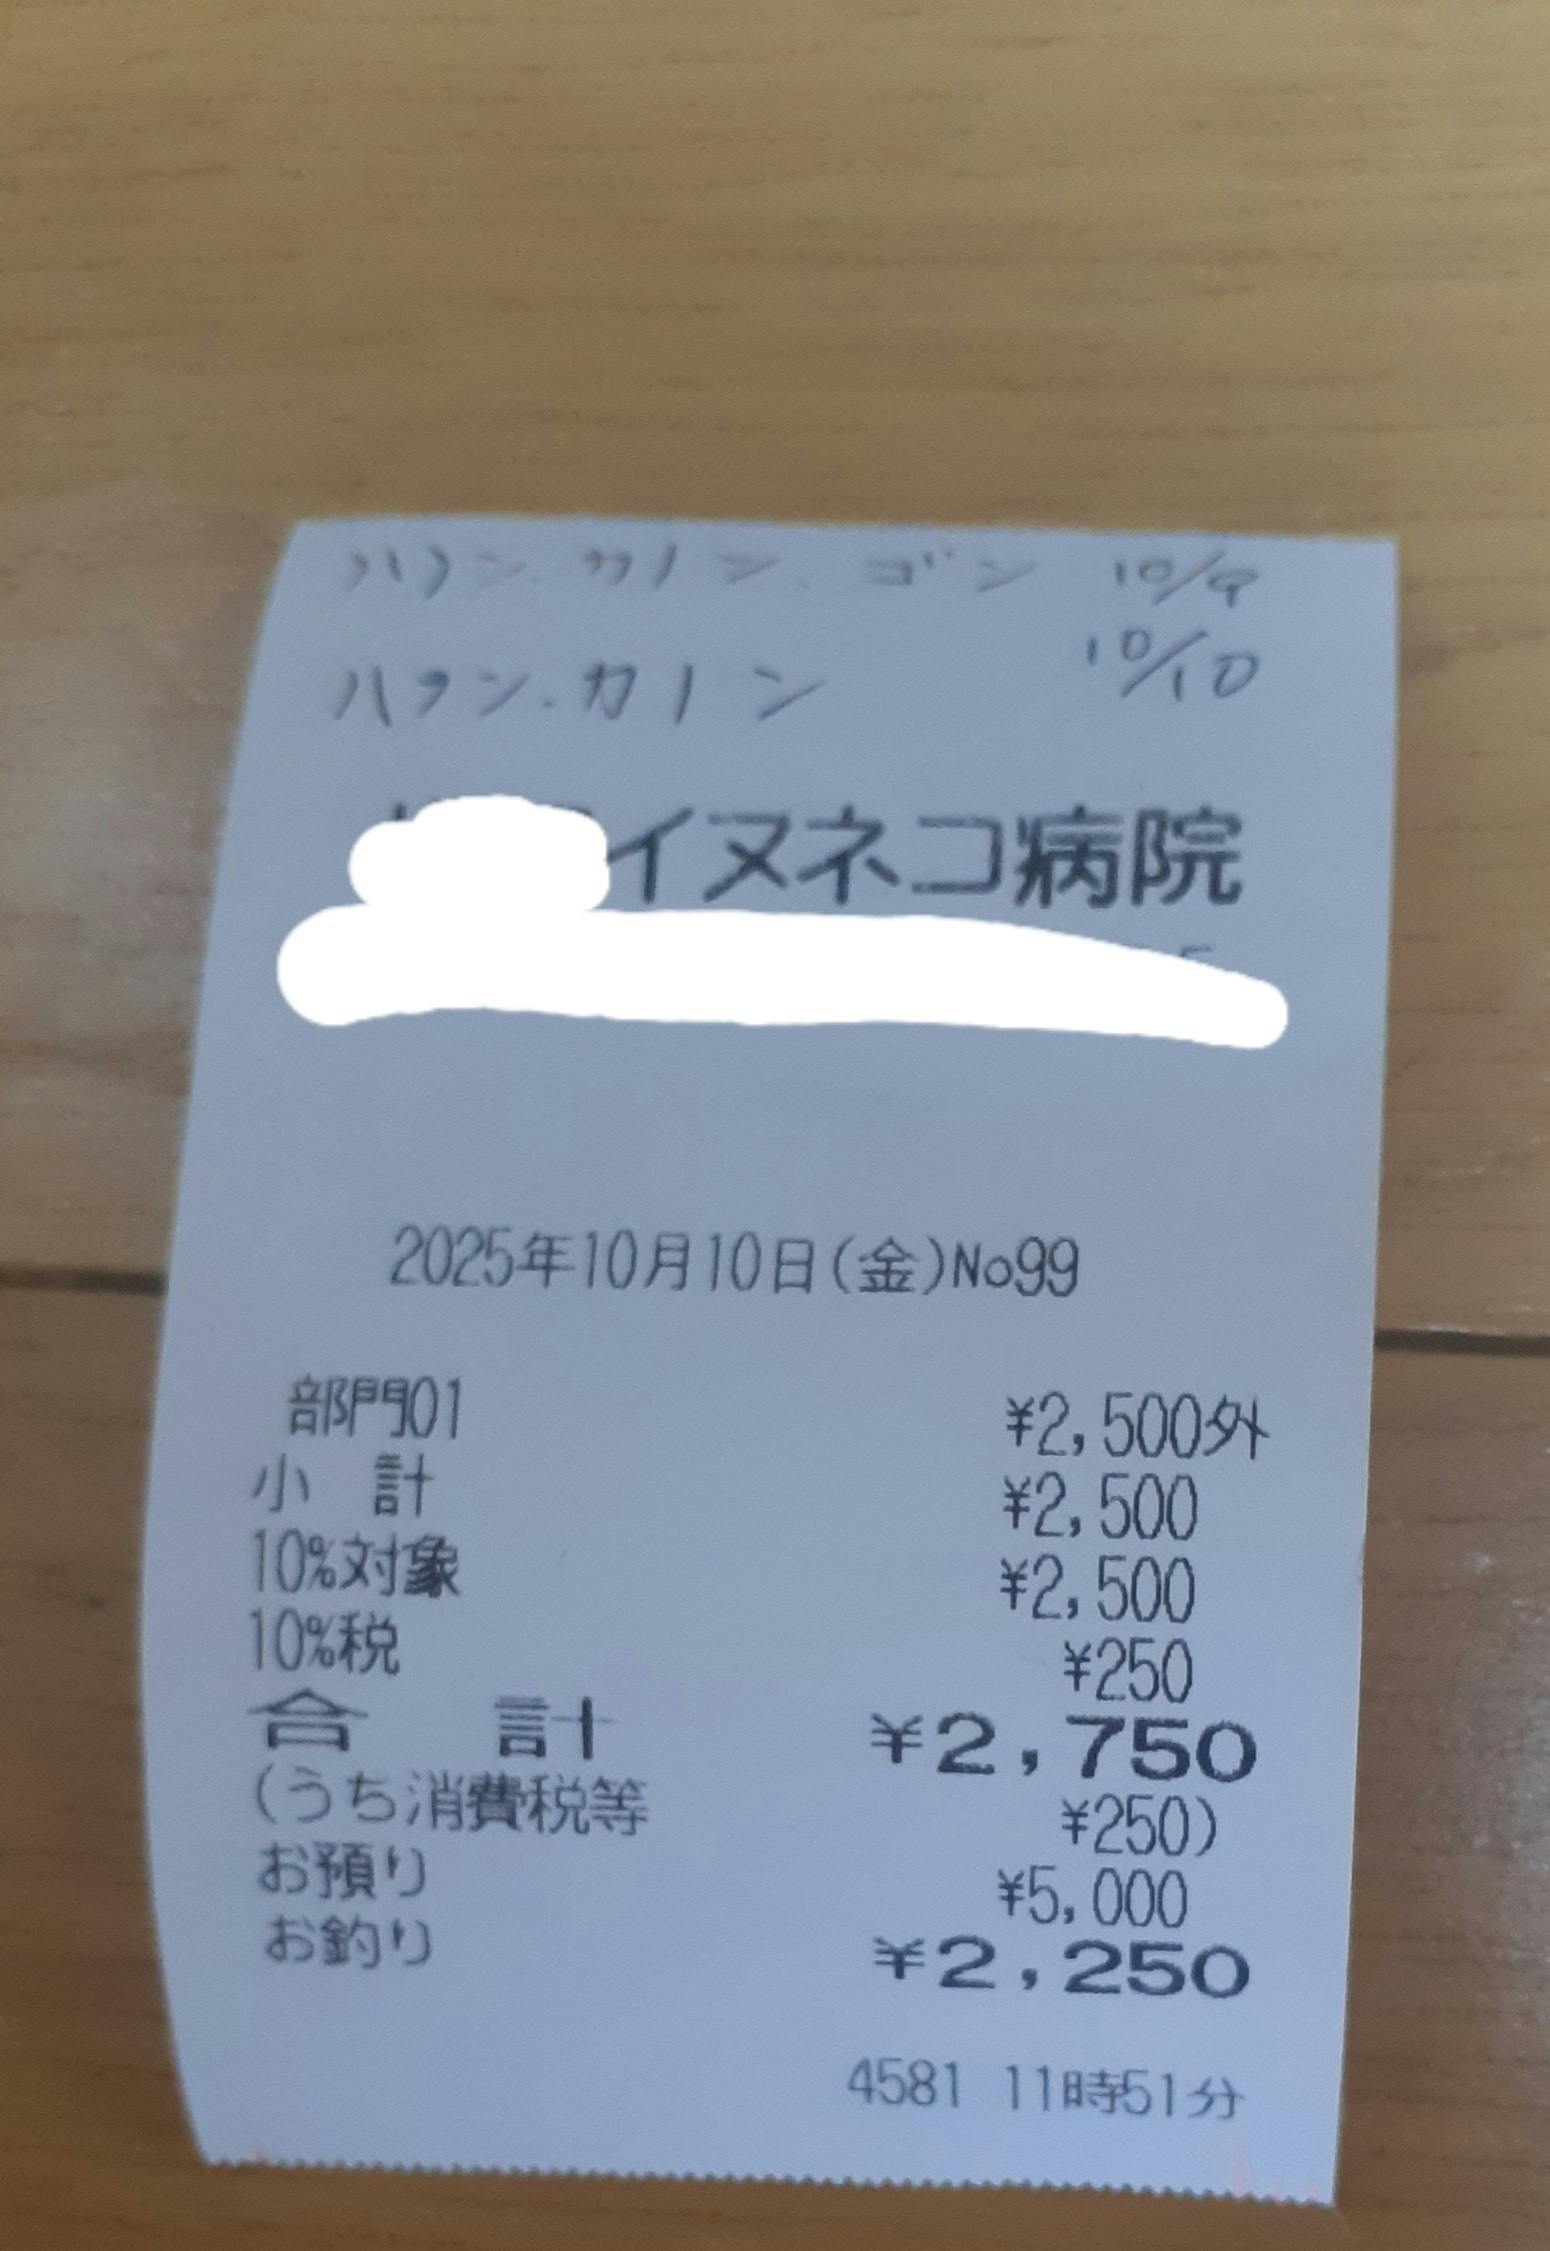 ハラン.カノン.ゴン 10/9
ハラン.カノン 10/10
イヌネコ病院
2025年10月10日(金)No99
部門01 ¥2,500外
小 計 ¥2,500
10%対象 ¥2,500
10%税 ¥250
合 計 ¥2,750
(うち消費税等 ¥250)
お預り ¥5,000
お釣り ¥2,250
4581 11時51分